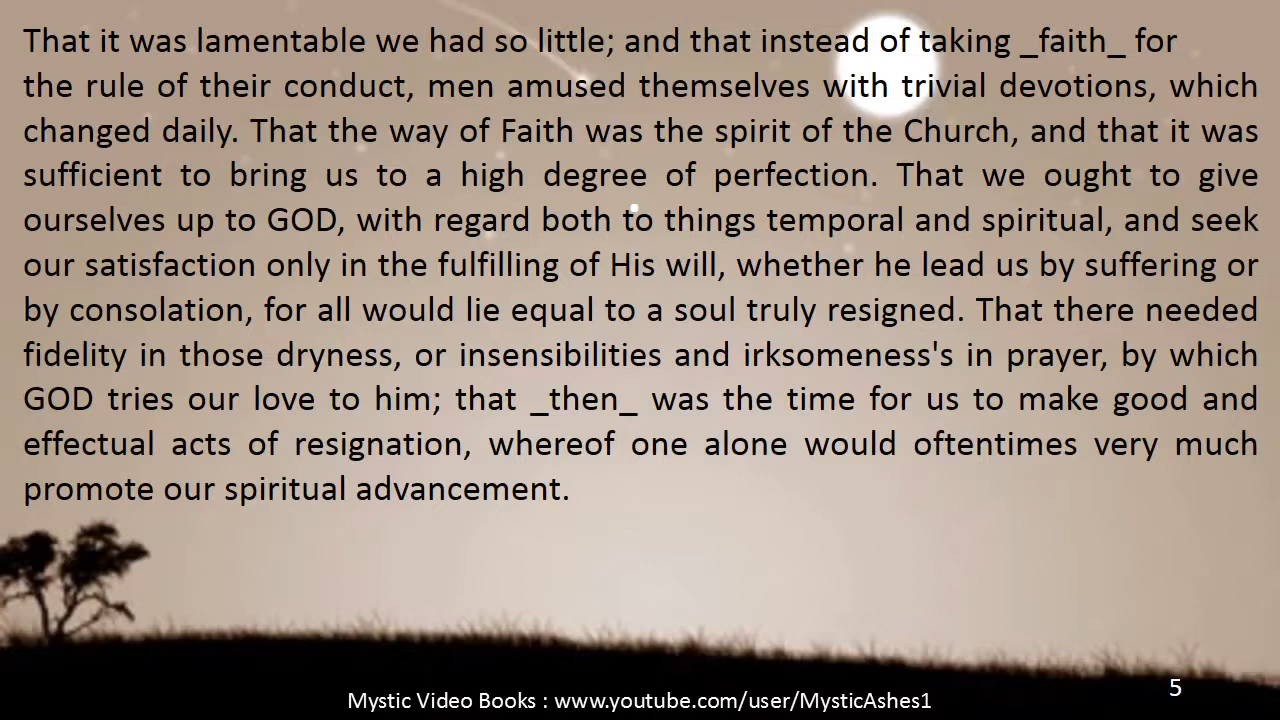 That it was lamentable we had so little; and that instead of taking _faith_ for
the rule of their conduct, men amused themselves with trivial devotions, which
changed daily. That the way of Faith was the spirit of the Church, and that it was
sufficient to bring us to a high degree of perfection. That we ought to give
ourselves up to GOD, with regard both to things temporal and spiritual, and seek
our satisfaction only in the fulfilling of His will, whether he lead us by suffering or
by consolation, for all would lie equal to a soul truly resigned. That there needed
fidelity in those dryness, or insensibilities and irksomeness's in prayer, by which
GOD tries our love to him; that _then_ was the time for us to make good and
effectual acts of resignation, whereof one alone would oftentimes very much
promote our spiritual advancement.
5
Mystic Video Books : www.youtube.com/user/MysticAshes1